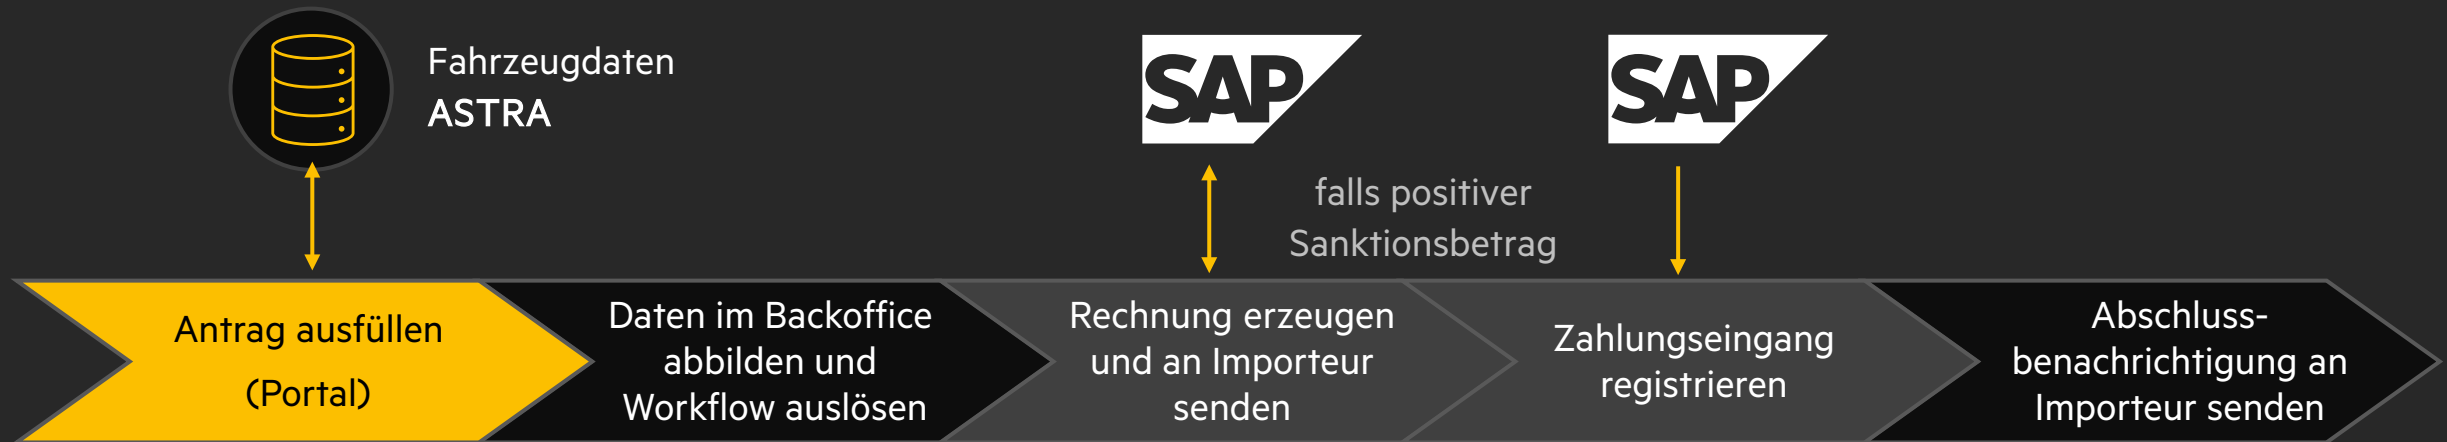 Fahrzeugdaten
ASTRA
SAP
SAP
falls positiver
Sanktionsbetrag
Antrag ausfüllen
(Portal)
Daten im Backoffice
abbilden und
Workflow auslösen
Rechnung erzeugen
und an Importeur
senden
Zahlungseingang
registrieren
Abschluss-
benachrichtigung an
Importeur senden